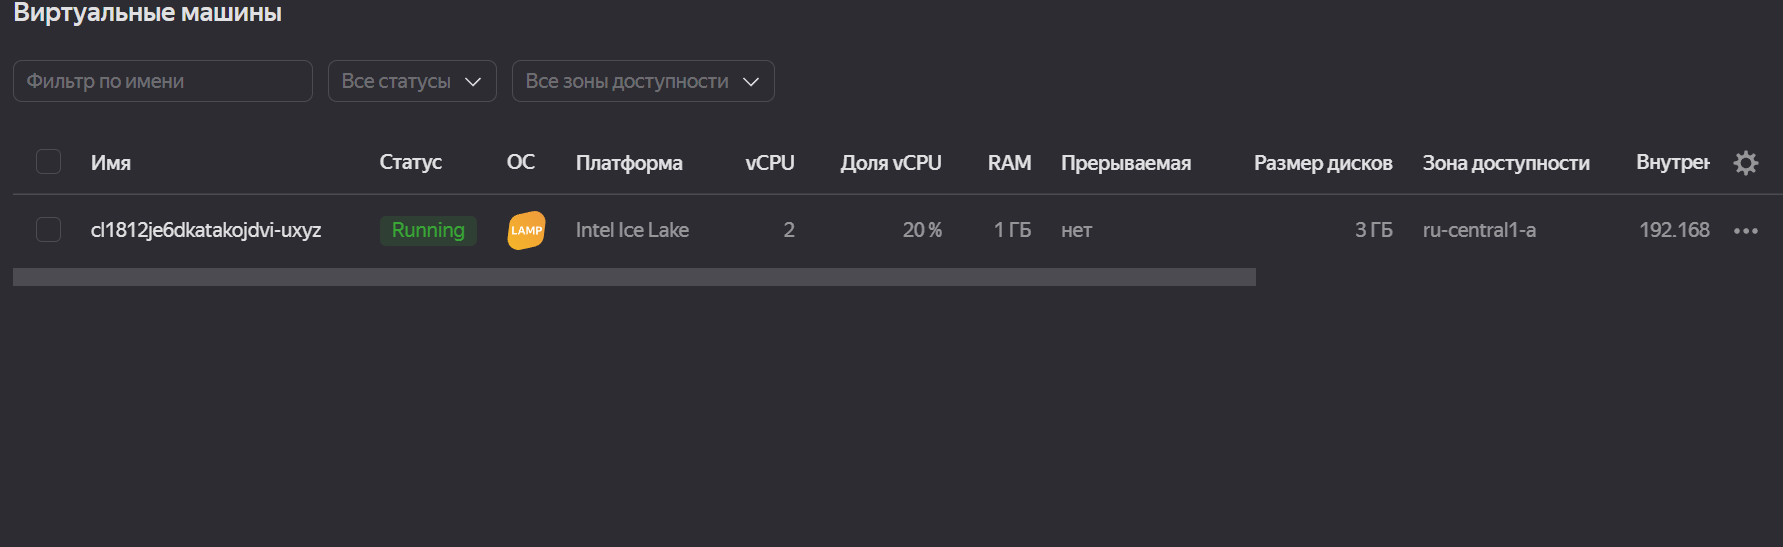 Виртуальные машины
Фильтр по имени Все статусы Все зоны доступности
Имя Статус ОС Платформа vCPU Доля vCPU RAM Прерываемая Размер дисков Зона доступности Внутрен
cl1812je6dkatakojdvi-uxyz Running LAMP Intel Ice Lake 2 20 % 1 ГБ нет 3 ГБ ru-central1-a 192.168